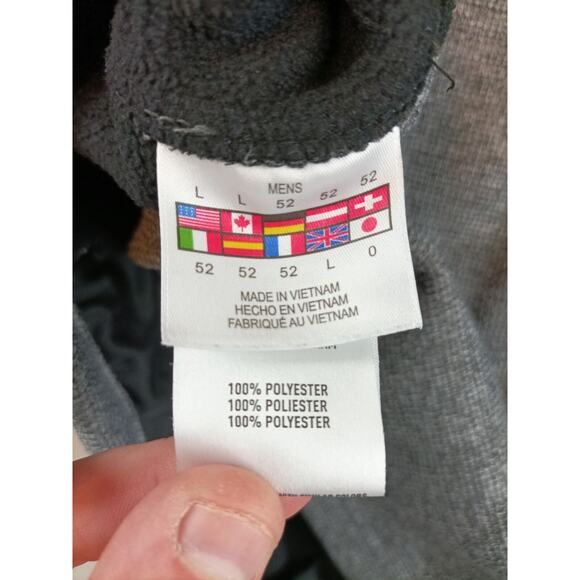 MENS
L L 52 52 52
52 52 52 L O
MADE IN VIETNAM
HECHO EN VIETNAM
FABRIQUÉ AU VIETNAM
100% POLYESTER
100% POLIESTER
100% POLYESTER